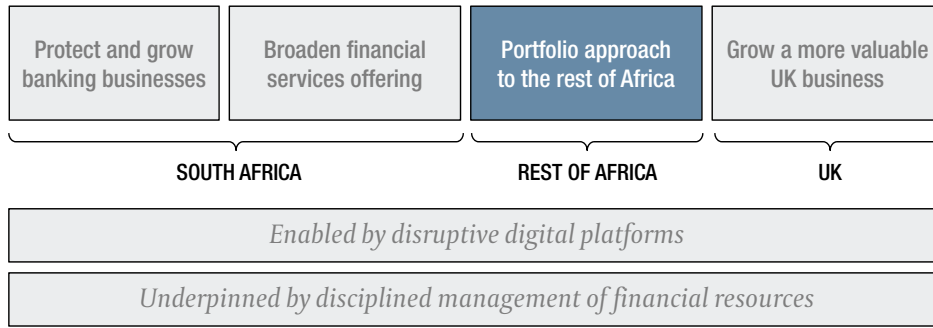 Protect and grow
banking businesses
Broaden financial
services offering
Portfolio approach
to the rest of Africa
Grow a more valuable
UK business
SOUTH AFRICA
REST OF AFRICA
UK
Enabled by disruptive digital platforms
Underpinned by disciplined management of financial resources